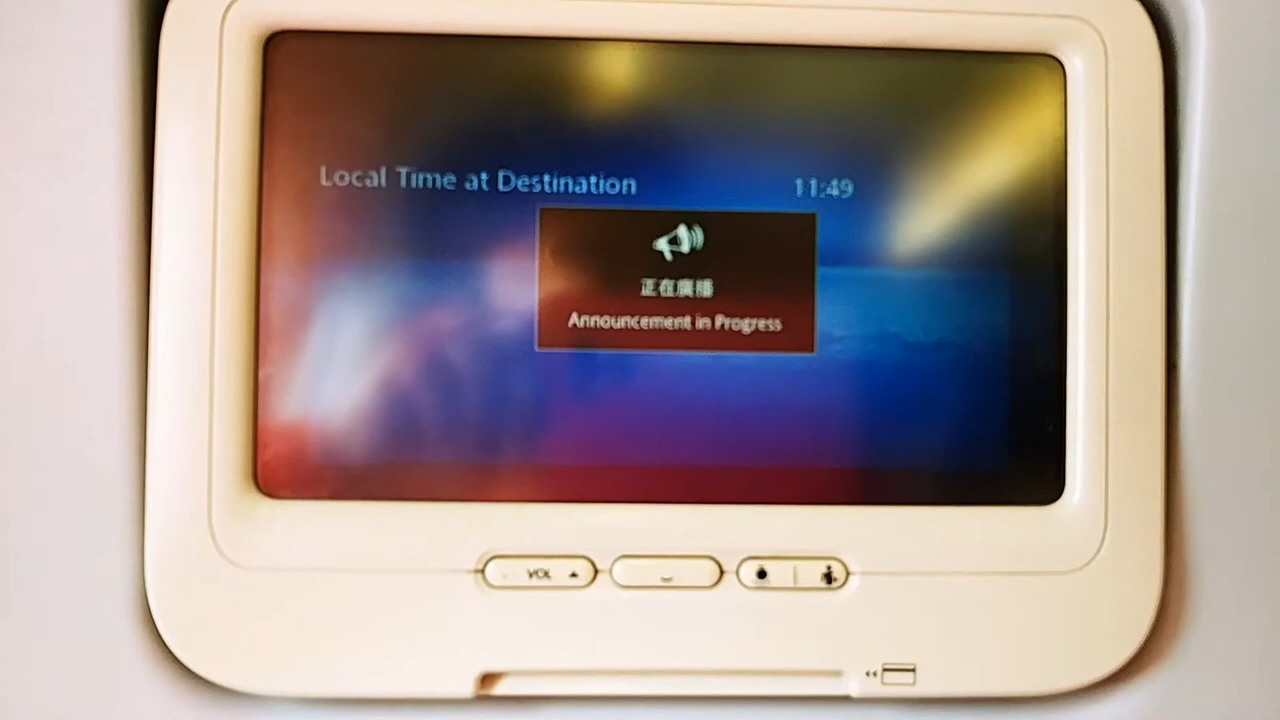 Local Time at Destination 11:49
正在廣播
Announcement in Progress
VOL